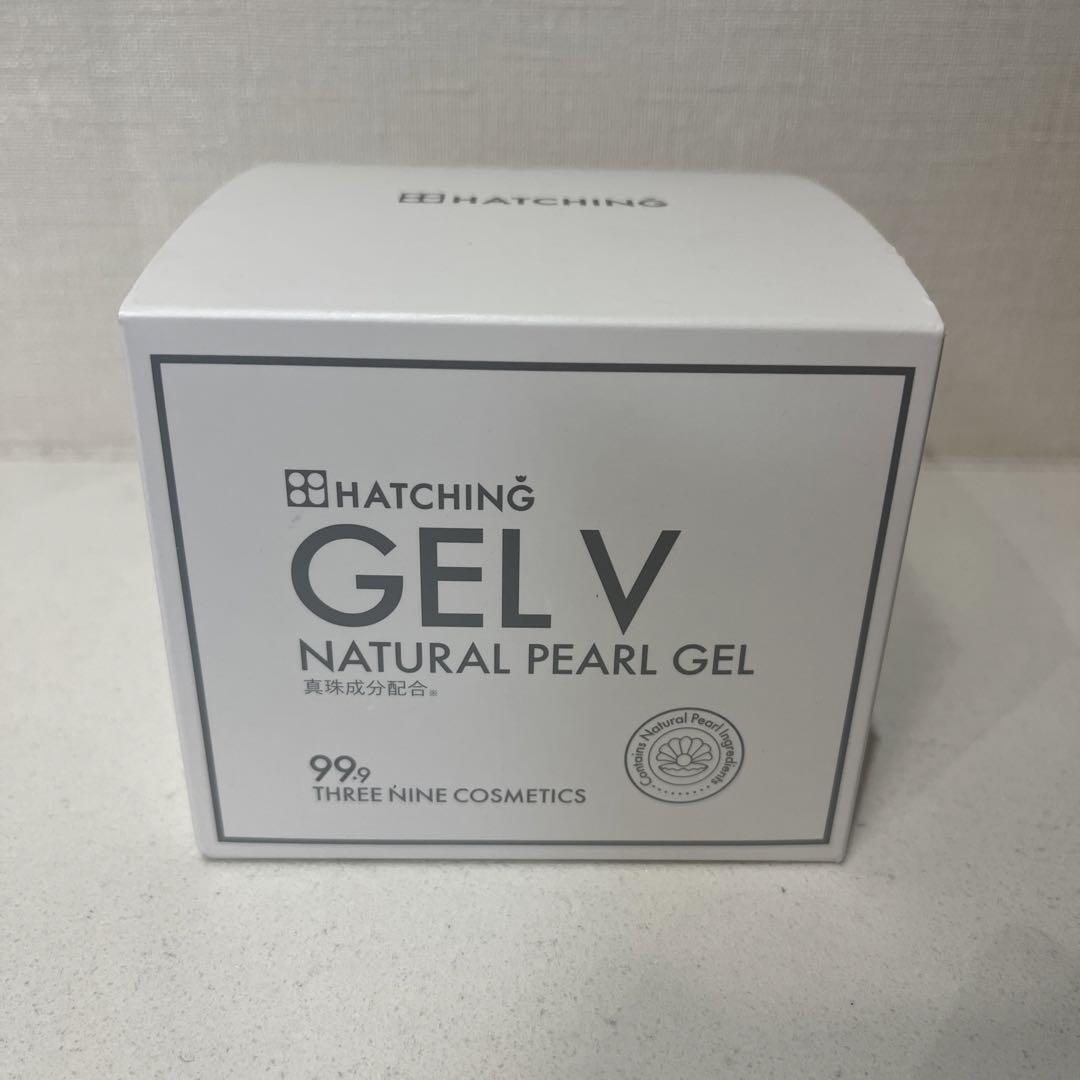 HATCHING
HATCHING
GEL V
NATURAL PEARL GEL
真珠成分配合※
99.9
THREE NINE COSMETICS
Contains Natural Pearl Ingredients